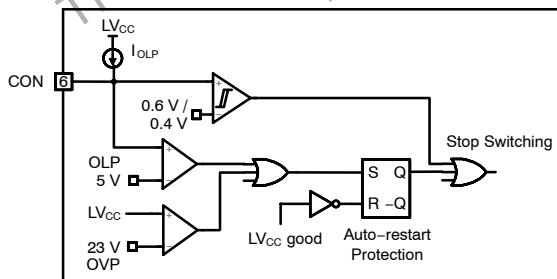 LVCC
IOLP
CON
6
+
−
0.6 V /
0.4 V
Stop Switching
OLP
5 V
+
−
S Q
R −Q
LVCC
+
−
23 V
OVP
LVCC good
Auto−restart
Protection